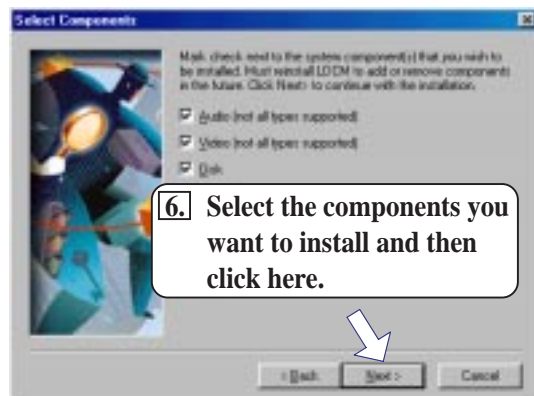 Select Components
Mark check next to the system component(s) that you wish to
be installed. Must reinstall LDCM to add or remove components
in the future. Click Next> to continue with the installation.
Audio (not all types supported)
Video (not all types supported)
Disk
6. Select the components you
want to install and then
click here.
< Back Next > Cancel